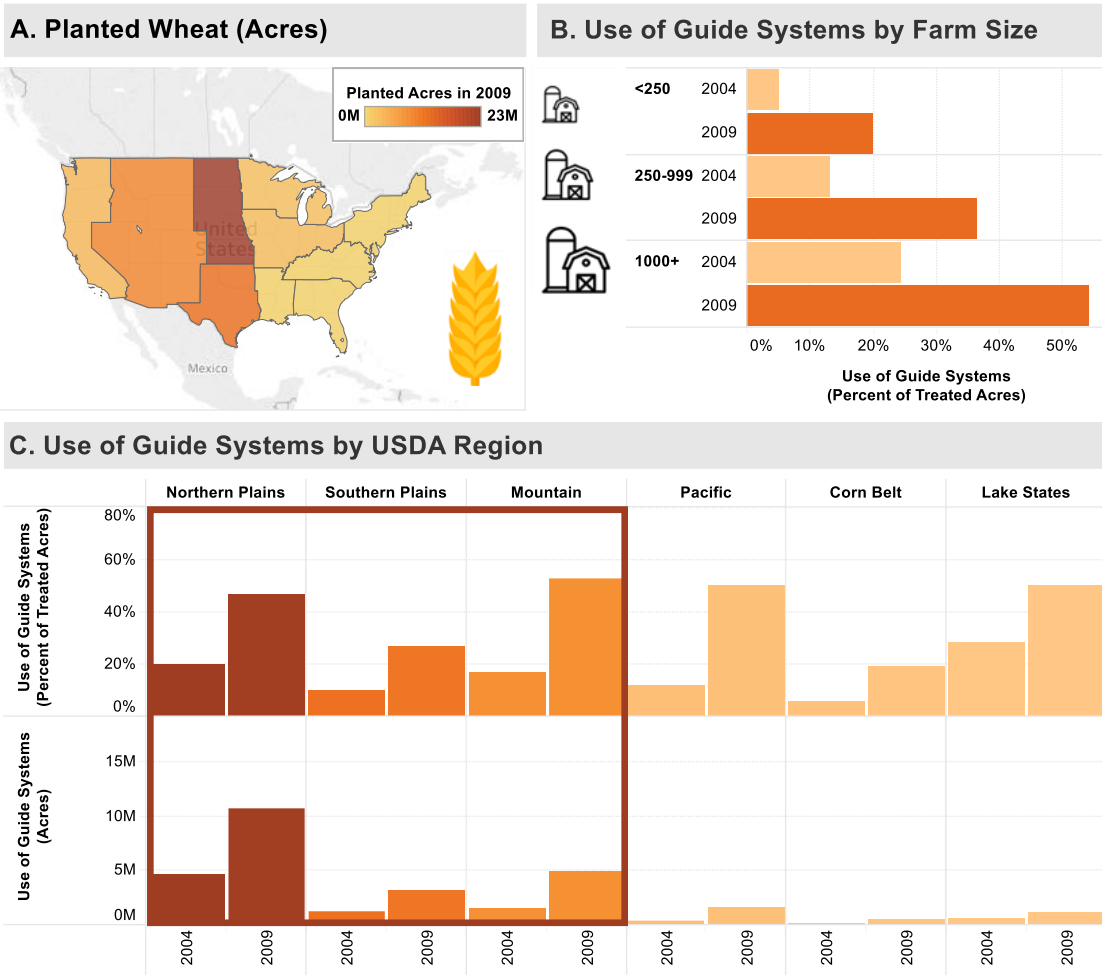 A. Planted Wheat (Acres)
B. Use of Guide Systems by Farm Size
Planted Acres in 2009
0M 23M
United
States
Mexico
<250 2004
2009
250-999 2004
2009
1000+ 2004
2009
0% 10% 20% 30% 40% 50%
Use of Guide Systems
(Percent of Treated Acres)
C. Use of Guide Systems by USDA Region
Northern Plains Southern Plains Mountain Pacific Corn Belt Lake States
Use of Guide Systems
(Percent of Treated Acres)
80%
60%
40%
20%
0%
Use of Guide Systems
(Acres)
15M
10M
5M
0M
2004 2009 2004 2009 2004 2009 2004 2009 2004 2009 2004 2009